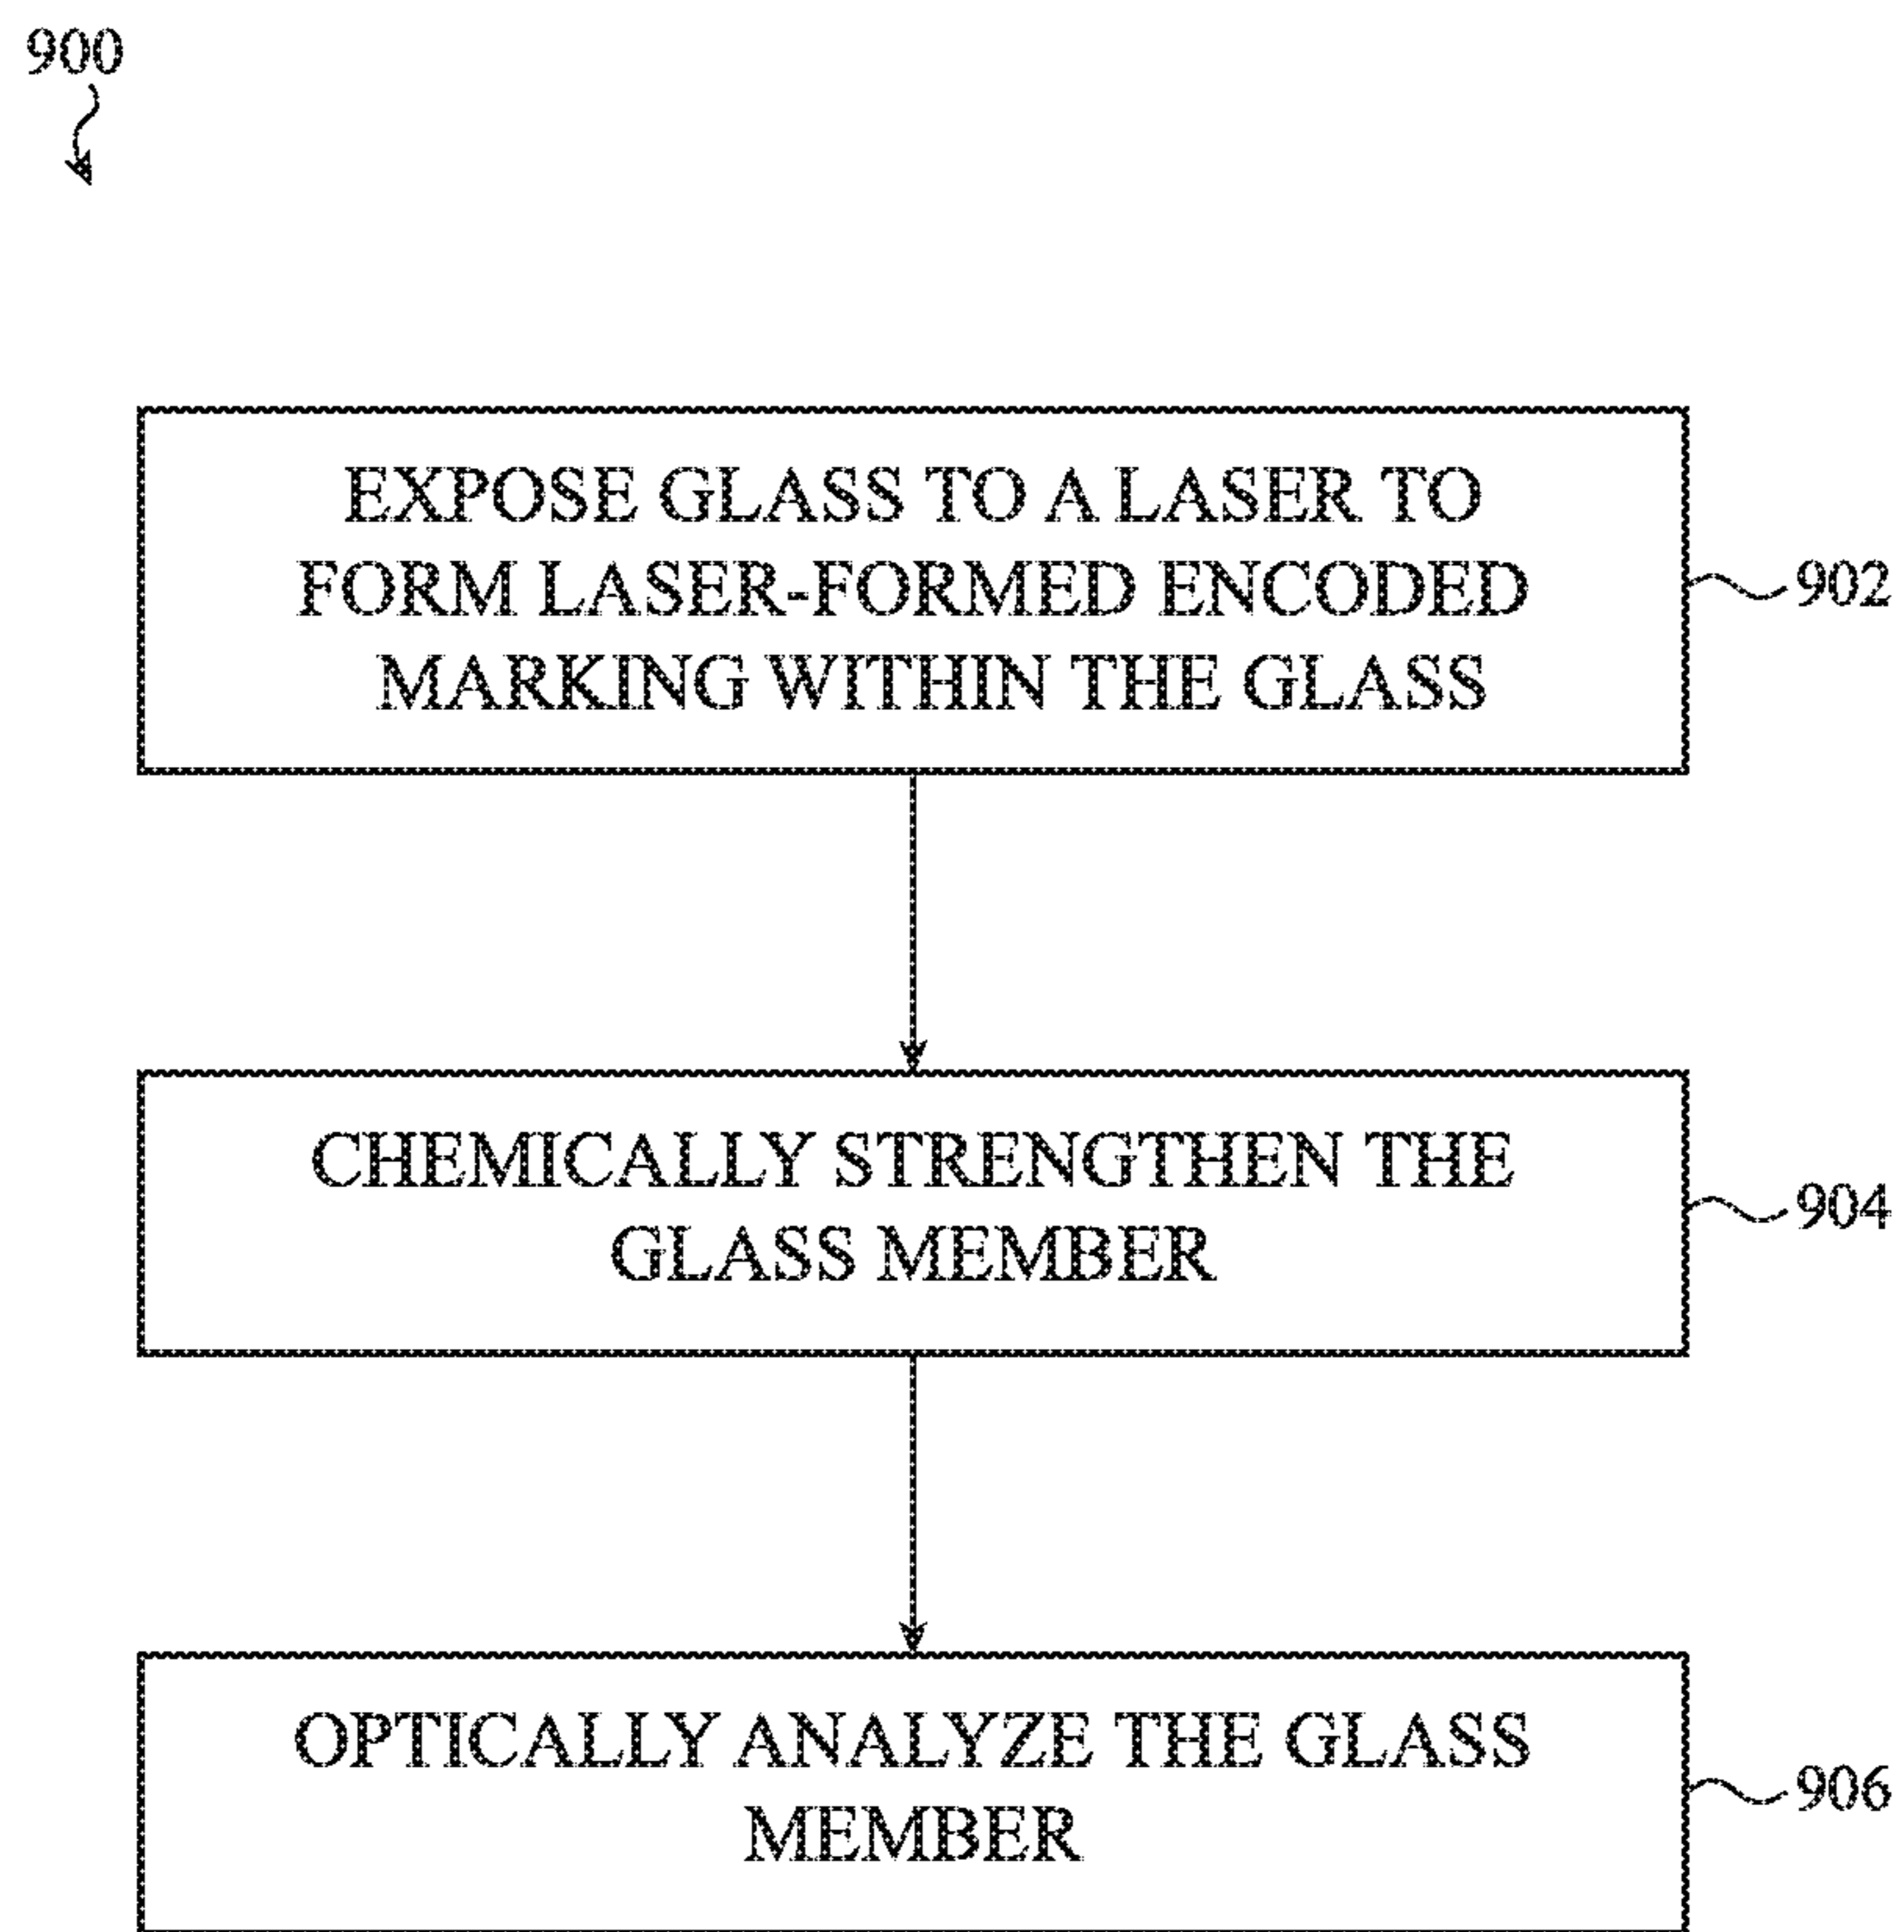 900
EXPOSE GLASS TO A LASER TO
FORM LASER-FORMED ENCODED
MARKING WITHIN THE GLASS
902
CHEMICALLY STRENGTHEN THE
GLASS MEMBER
904
OPTICALLY ANALYZE THE GLASS
MEMBER
906